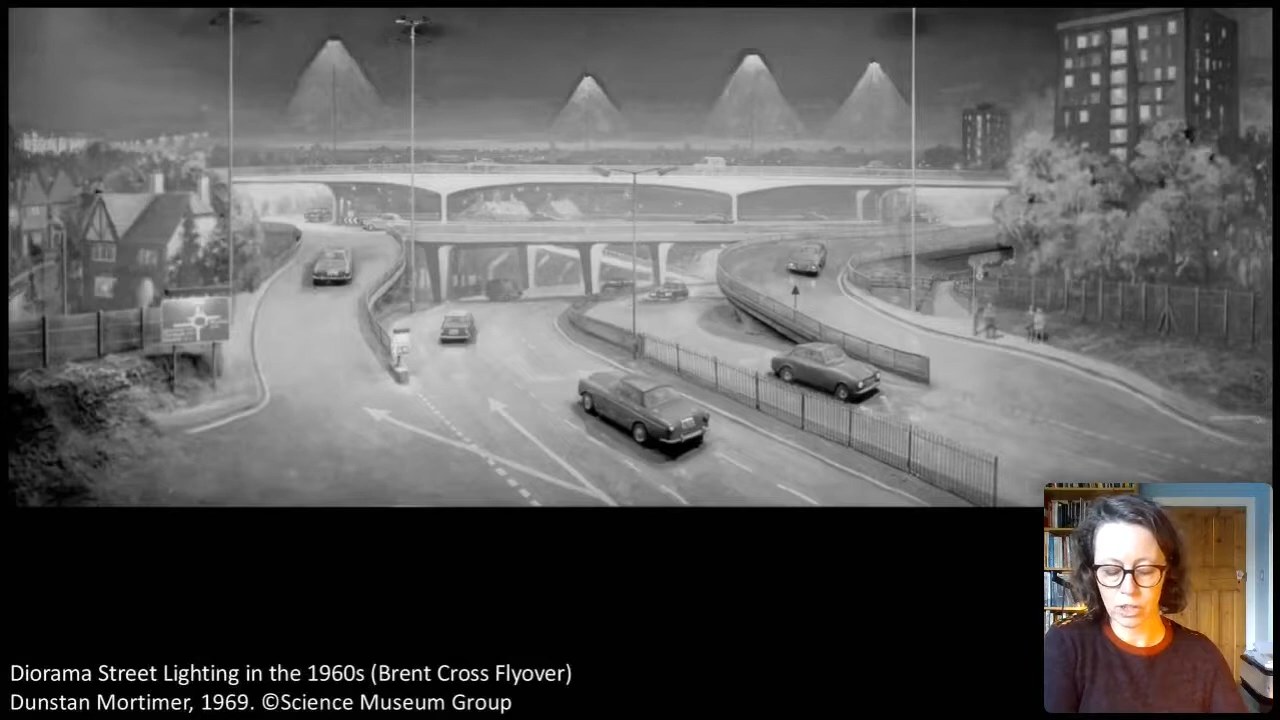 Diorama Street Lighting in the 1960s (Brent Cross Flyover)
Dunstan Mortimer, 1969. ©Science Museum Group